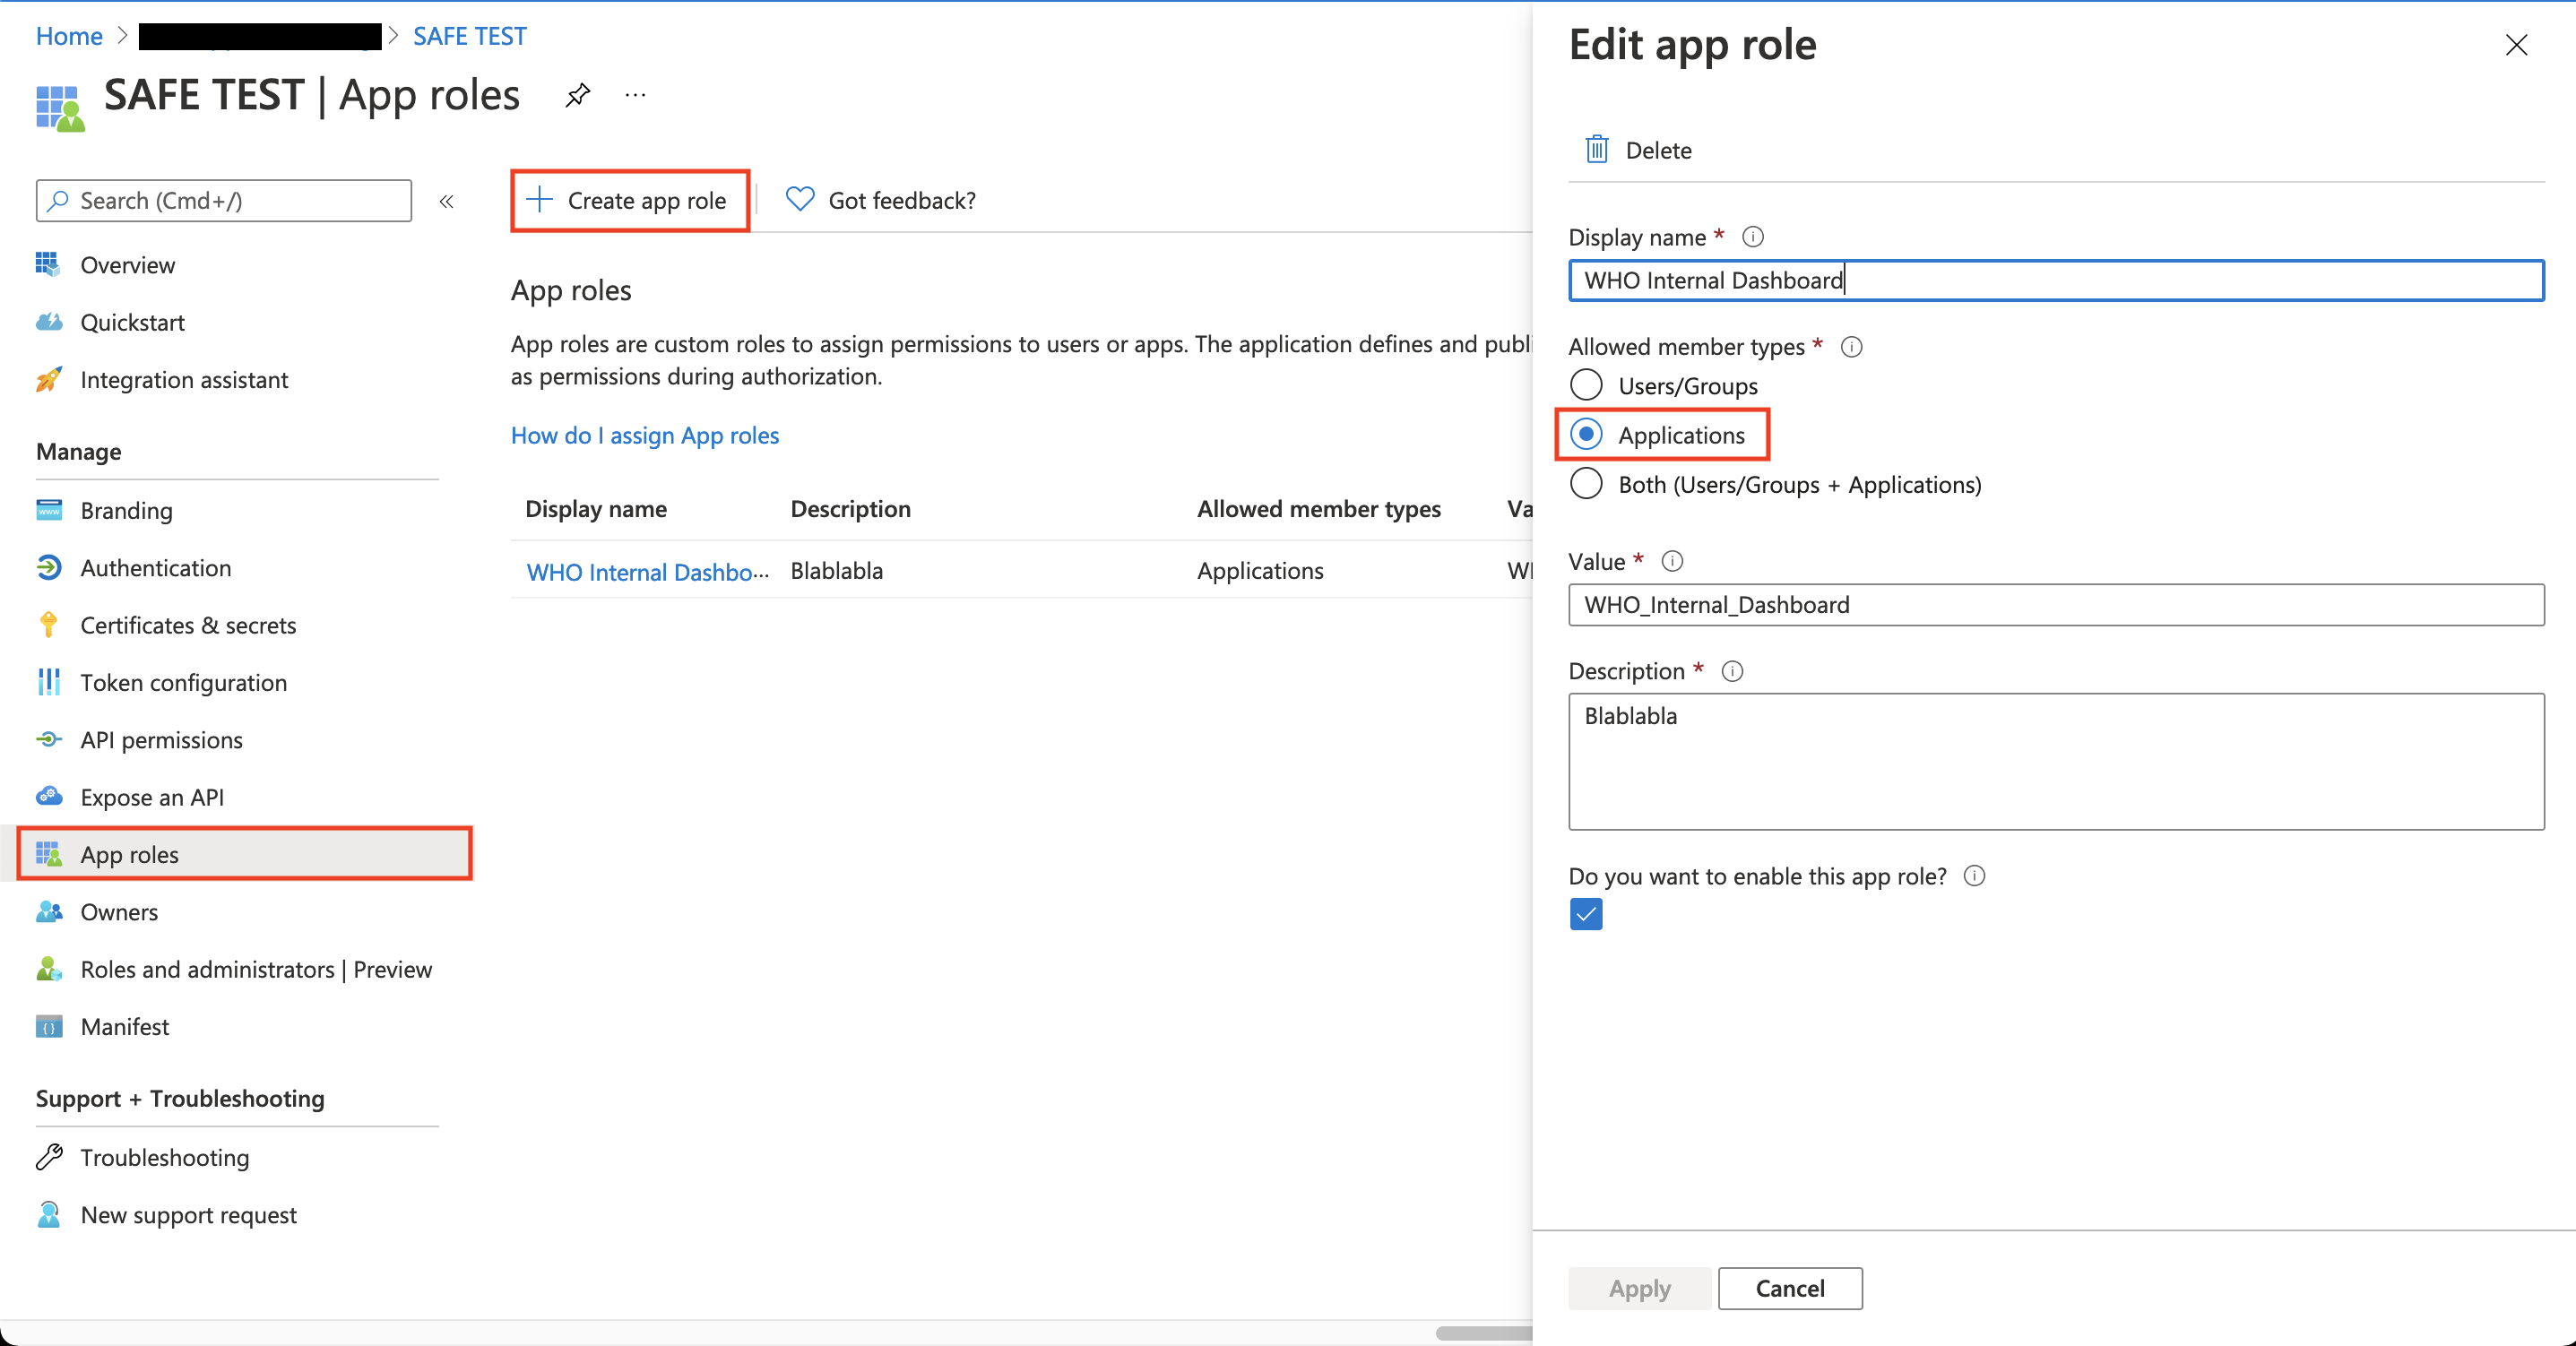 Home > SAFE TEST
SAFE TEST | App roles
Search (Cmd+/)
Overview
Quickstart
Integration assistant
Manage
Branding
Authentication
Certificates & secrets
Token configuration
API permissions
Expose an API
App roles
Owners
Roles and administrators | Preview
Manifest
Support + Troubleshooting
Troubleshooting
New support request
Create app role
Got feedback?
App roles
App roles are custom roles to assign permissions to users or apps. The application defines and publi
as permissions during authorization.
How do I assign App roles
Display name Description Allowed member types Va
WHO Internal Dashbo... Blablabla Applications WI
Edit app role
Delete
Display name *
WHO Internal Dashboard
Allowed member types *
Users/Groups
Applications
Both (Users/Groups + Applications)
Value *
WHO_Internal_Dashboard
Description *
Blablabla
Do you want to enable this app role?
Apply Cancel